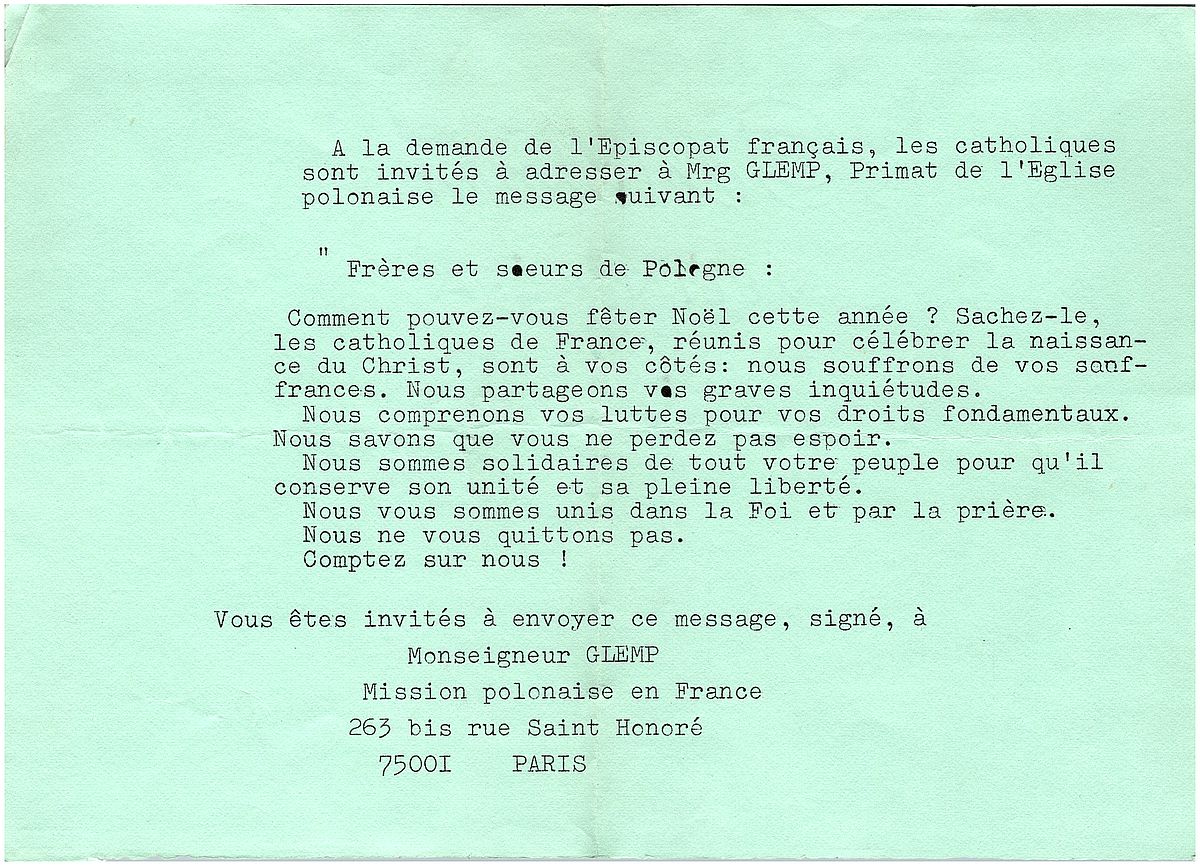 A la demande de l'Episcopat français, les catholiques
sont invités à adresser à Mrg GLEMP, Primat de l'Eglise
polonaise le message suivant :
"
Frères et soeurs de Pologne :
Comment pouvez-vous fêter Noël cette année ? Sachez-le,
les catholiques de France, réunis pour célébrer la naissan-
ce du Christ, sont à vos côtés: nous souffrons de vos souf-
frances. Nous partageons vos graves inquiétudes.
Nous comprenons vos luttes pour vos droits fondamentaux.
Nous savons que vous ne perdez pas espoir.
Nous sommes solidaires de tout votre peuple pour qu'il
conserve son unité et sa pleine liberté.
Nous vous sommes unis dans la Foi et par la prière.
Nous ne vous quittons pas.
Comptez sur nous !
Vous êtes invités à envoyer ce message, signé, à
Monseigneur GLEMP
Mission polonaise en France
263 bis rue Saint Honoré
7500I PARIS